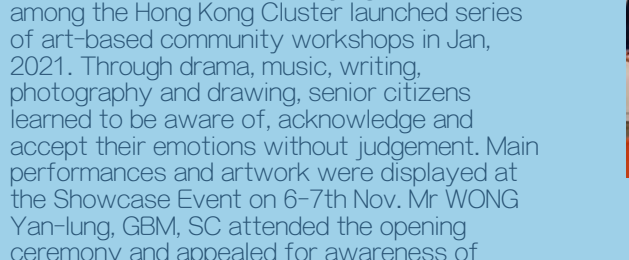 among the Hong Kong Cluster launched series
of art-based community workshops in Jan,
2021. Through drama, music, writing,
photography and drawing, senior citizens
learned to be aware of, acknowledge and
accept their emotions without judgement. Main
performances and artwork were displayed at
the Showcase Event on 6-7th Nov. Mr WONG
Yan-lung, GBM, SC attended the opening
ceremony and appealed for awareness of